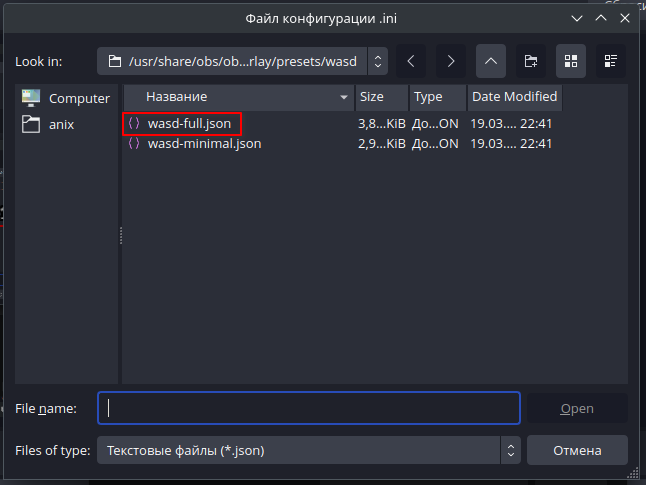 Файл конфигурации .ini
Look in:
/usr/share/obs/ob...rlay/presets/wasd
Computer
anix
Название
Size
Type
Date Modified
wasd-full.json
3,8...KiB
До...ON
19.03.... 22:41
wasd-minimal.json
2,9...KiB
До...ON
19.03.... 22:41
File name:
Open
Files of type:
Текстовые файлы (*.json)
Отмена